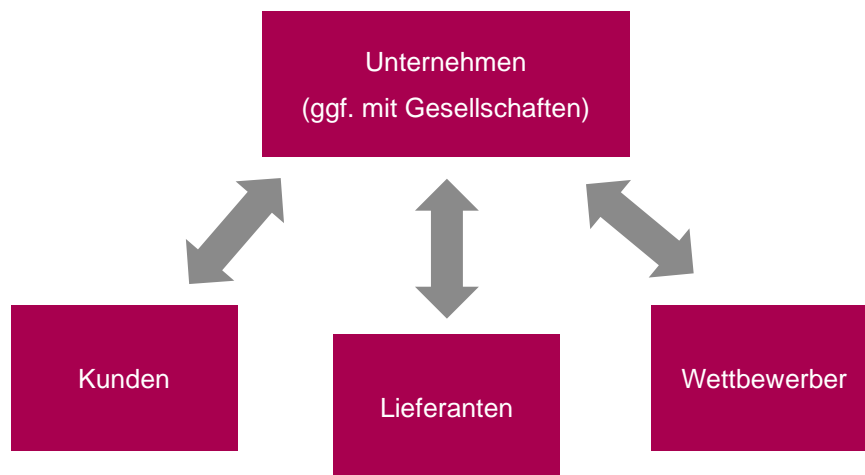 Unternehmen
(ggf. mit Gesellschaften)
Kunden
Lieferanten
Wettbewerber